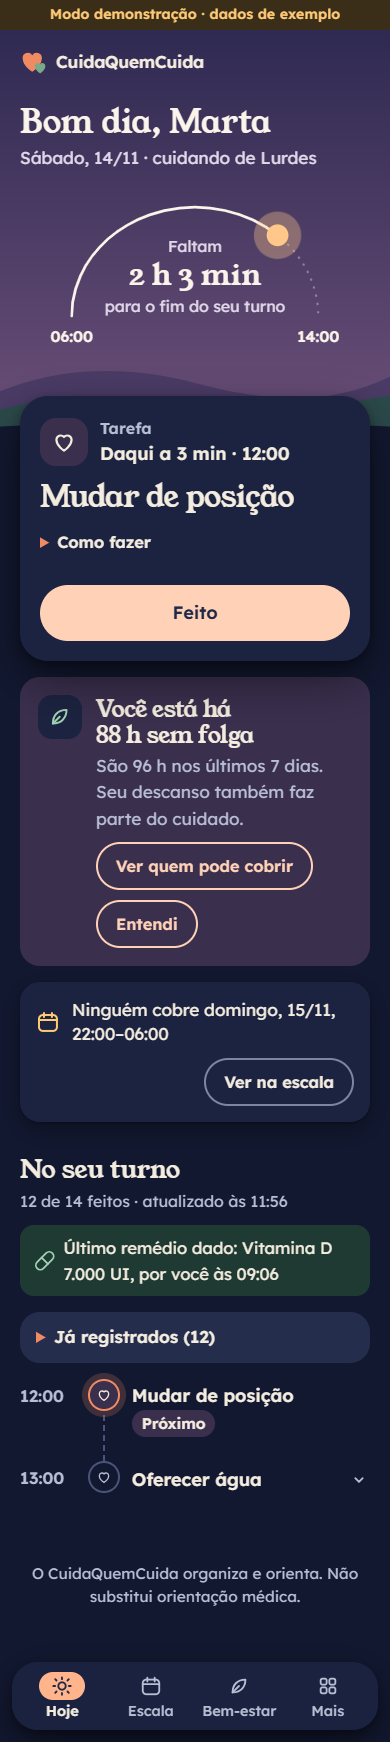 Modo demonstração · dados de exemplo
CuidaQuemCuida
Bom dia, Marta
Sábado, 14/11 · cuidando de Lurdes
Faltam
2 h 3 min
para o fim do seu turno
06:00
14:00
Tarefa
Daqui a 3 min · 12:00
Mudar de posição
Como fazer
Feito
Você está há
88 h sem folga
São 96 h nos últimos 7 dias.
Seu descanso também faz
parte do cuidado.
Ver quem pode cobrir
Entendi
Ninguém cobre domingo, 15/11,
22:00–06:00
Ver na escala
No seu turno
12 de 14 feitos · atualizado às 11:56
Último remédio dado: Vitamina D
7.000 UI, por você às 09:06
Já registrados (12)
12:00
Mudar de posição
Próximo
13:00
Oferecer água
O CuidaQuemCuida organiza e orienta. Não
substitui orientação médica.
Hoje
Escala
Bem-estar
Mais